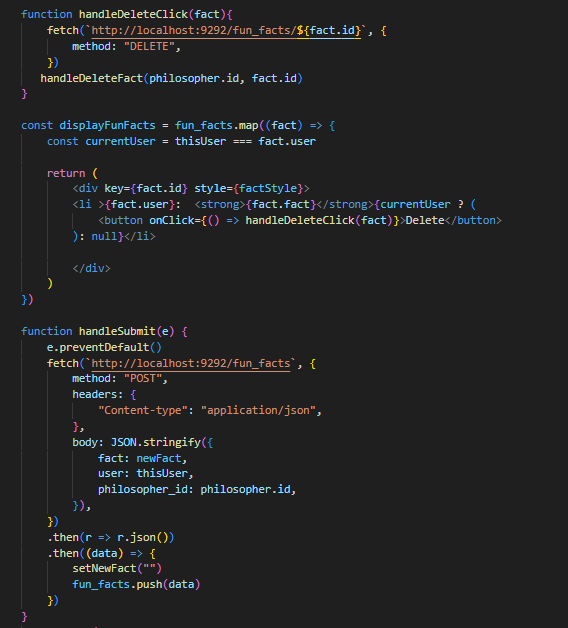 function handleDeleteClick(fact){
    fetch(`http://localhost:9292/fun_facts/${fact.id}`, {
        method: "DELETE",
    })
   handleDeleteFact(philosopher.id, fact.id)
}

const displayFunFacts = fun_facts.map((fact) => {
    const currentUser = thisUser === fact.user

    return (
        <div key={fact.id} style={factStyle}>
        <li >{fact.user}:  <strong>{fact.fact}</strong>{currentUser ? (
            <button onClick={() => handleDeleteClick(fact)}>Delete</button>
        ): null}</li>

        </div>
    )
})

function handleSubmit(e) {
    e.preventDefault()
    fetch(`http://localhost:9292/fun_facts`, {
        method: "POST",
        headers: {
            "Content-type": "application/json",
        },
        body: JSON.stringify({
            fact: newFact,
            user: thisUser,
            philosopher_id: philosopher.id,
        }),
    })
    .then(r => r.json())
    .then((data) => {
        setNewFact("")
        fun_facts.push(data)
    })
}